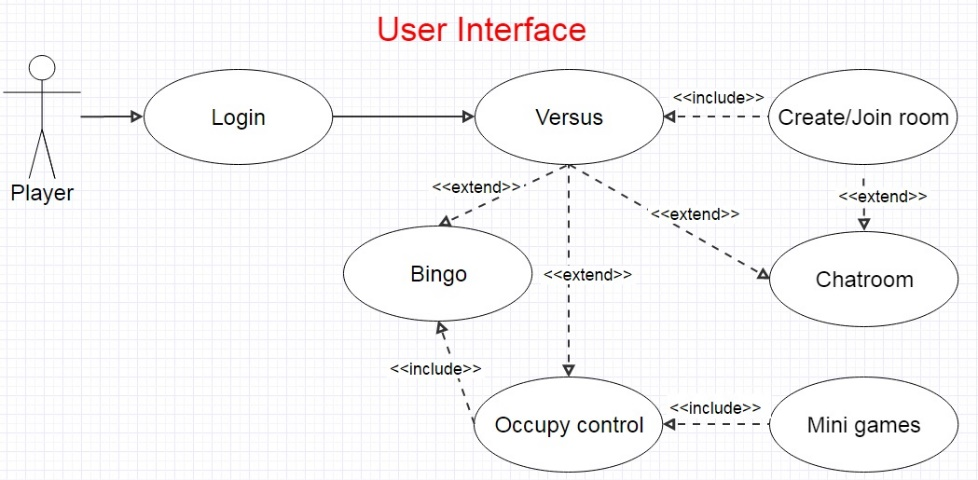 User Interface
Login
Versus
<<include>>
Create/Join room
Player
<<extend>>
<<extend>>
<<extend>>
Bingo
<<extend>>
Chatroom
<<include>>
Occupy control
<<include>>
Mini games